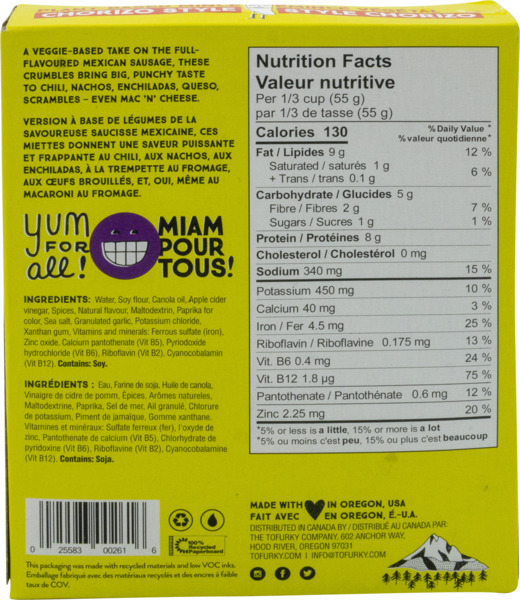 CHORIZO STYLE
STYLE CHORIZO
A VEGGIE-BASED TAKE ON THE FULL-
FLAVOURED MEXICAN SAUSAGE, THESE
CRUMBLES BRING BIG, PUNCHY TASTE
TO CHILI, NACHOS, ENCHILADAS, QUESO,
SCRAMBLES – EVEN MAC 'N' CHEESE.
VERSION À BASE DE LÉGUMES DE LA
SAVOUREUSE SAUCISSE MEXICAINE, CES
MIETTES DONNENT UNE SAVEUR PUISSANTE
ET FRAPPANTE AU CHILI, AUX NACHOS, AUX
ENCHILADAS, À LA TREMPETTE AU FROMAGE,
AUX ŒUFS BROUILLÉS, ET, OUI, MÊME AU
MACARONI AU FROMAGE.
yum
FOR
all!
MIAM
POUR
TOUS!
INGREDIENTS: Water, Soy flour, Canola oil, Apple cider
vinegar, Spices, Natural flavour, Maltodextrin, Paprika for
color, Sea salt, Granulated garlic, Potassium chloride,
Xanthan gum, Vitamins and minerals: Ferrous sulfate (iron),
Zinc oxide, Calcium pantothenate (Vit B5), Pyriodoxide
hydrochloride (Vit B6), Riboflavin (Vit B2), Cyanocobalamin
(Vit B12). Contains: Soy.
INGRÉDIENTS : Eau, Farine de soja, Huile de canola,
Vinaigre de cidre de pomme, Épices, Arômes naturelles,
Maltodextrine, Paprika, Sel de mer, Ail granulé, Chlorure
de potassium, Piment de jamaïque, Gomme xanthane.
Vitamines et minéraux: Sulfate ferreux (fer), l'oxyde de
zinc, Pantothenate de calcium (Vit B5), Chlorhydrate de
pyridoxine (Vit B6), Riboflavine (Vit B2), Cyanocobalamine
(Vit B12). Contains: Soja.
Nutrition Facts
Valeur nutritive
Per 1/3 cup (55 g)
par 1/3 de tasse (55 g)
Calories 130
% Daily Value *
% valeur quotidienne*
Fat / Lipides 9 g 12 %
Saturated / saturés 1 g
+ Trans / trans 0.1 g 6 %
Carbohydrate / Glucides 5 g
Fibre / Fibres 2 g 7 %
Sugars / Sucres 1 g 1 %
Protein / Protéines 8 g
Cholesterol / Cholestérol 0 mg
Sodium 340 mg 15 %
Potassium 450 mg 10 %
Calcium 40 mg 3 %
Iron / Fer 4.5 mg 25 %
Riboflavin / Riboflavine 0.175 mg 13 %
Vit. B6 0.4 mg 24 %
Vit. B12 1.8 µg 75 %
Pantothenate / Pantothénate 0.6 mg 12 %
Zinc 2.25 mg 20 %
*5% or less is a little, 15% or more is a lot
*5% ou moins c'est peu, 15% ou plus c'est beaucoup
0 25583 00261 6
100%
Recycled
Paperboard
This packaging was made with recycled materials and low VOC inks.
Emballage fabriqué avec des matériaux recyclés et des encres à faible
taux de COV.
MADE WITH IN OREGON, USA
FAIT AVEC EN OREGON, É.-U.A.
DISTRIBUTED IN CANADA BY / DISTRIBUÉ AU CANADA PAR:
THE TOFURKY COMPANY, 602 ANCHOR WAY,
HOOD RIVER, OREGON 97031
TOFURKY.COM | INFO@TOFURKY.COM